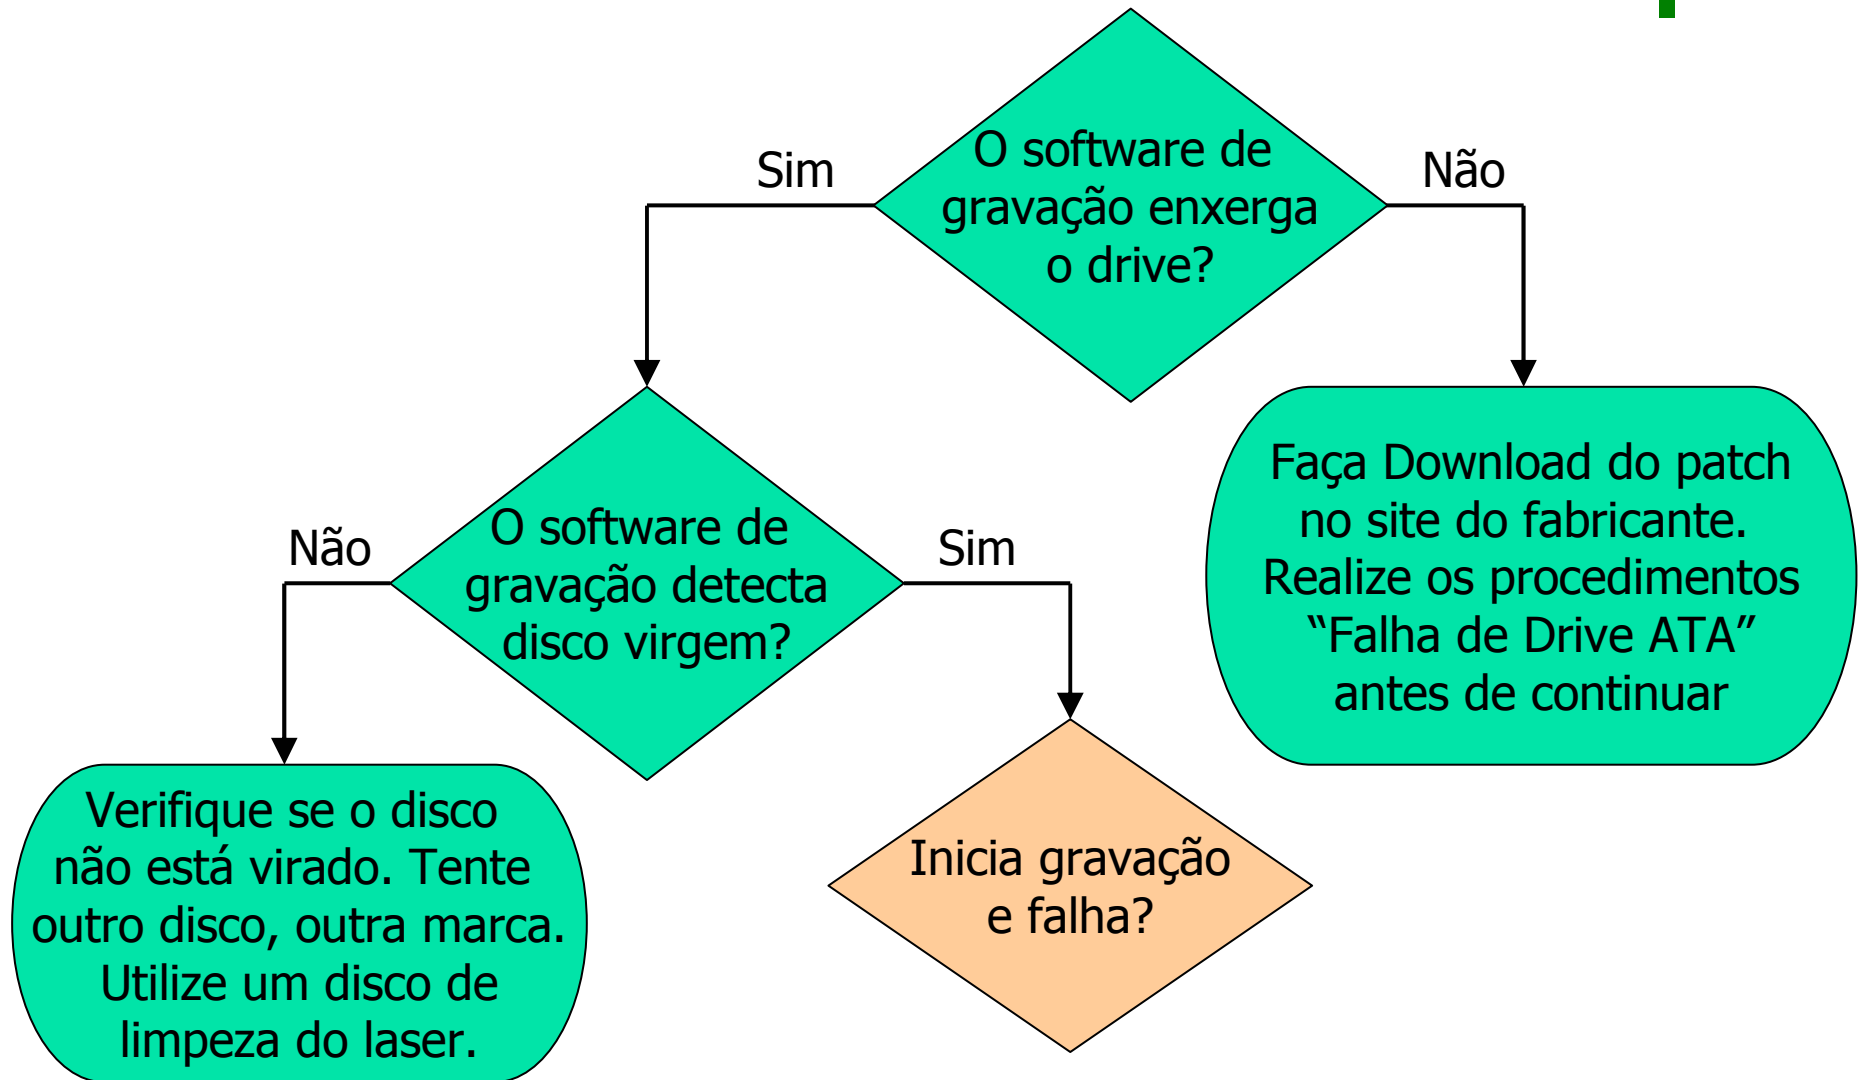 O software de
gravação enxerga
o drive?
Sim
Não
O software de
gravação detecta
disco virgem?
Não
Sim
Faça Download do patch
no site do fabricante.
Realize os procedimentos
“Falha de Drive ATA”
antes de continuar
Verifique se o disco
não está virado. Tente
outro disco, outra marca.
Utilize um disco de
limpeza do laser.
Inicia gravação
e falha?